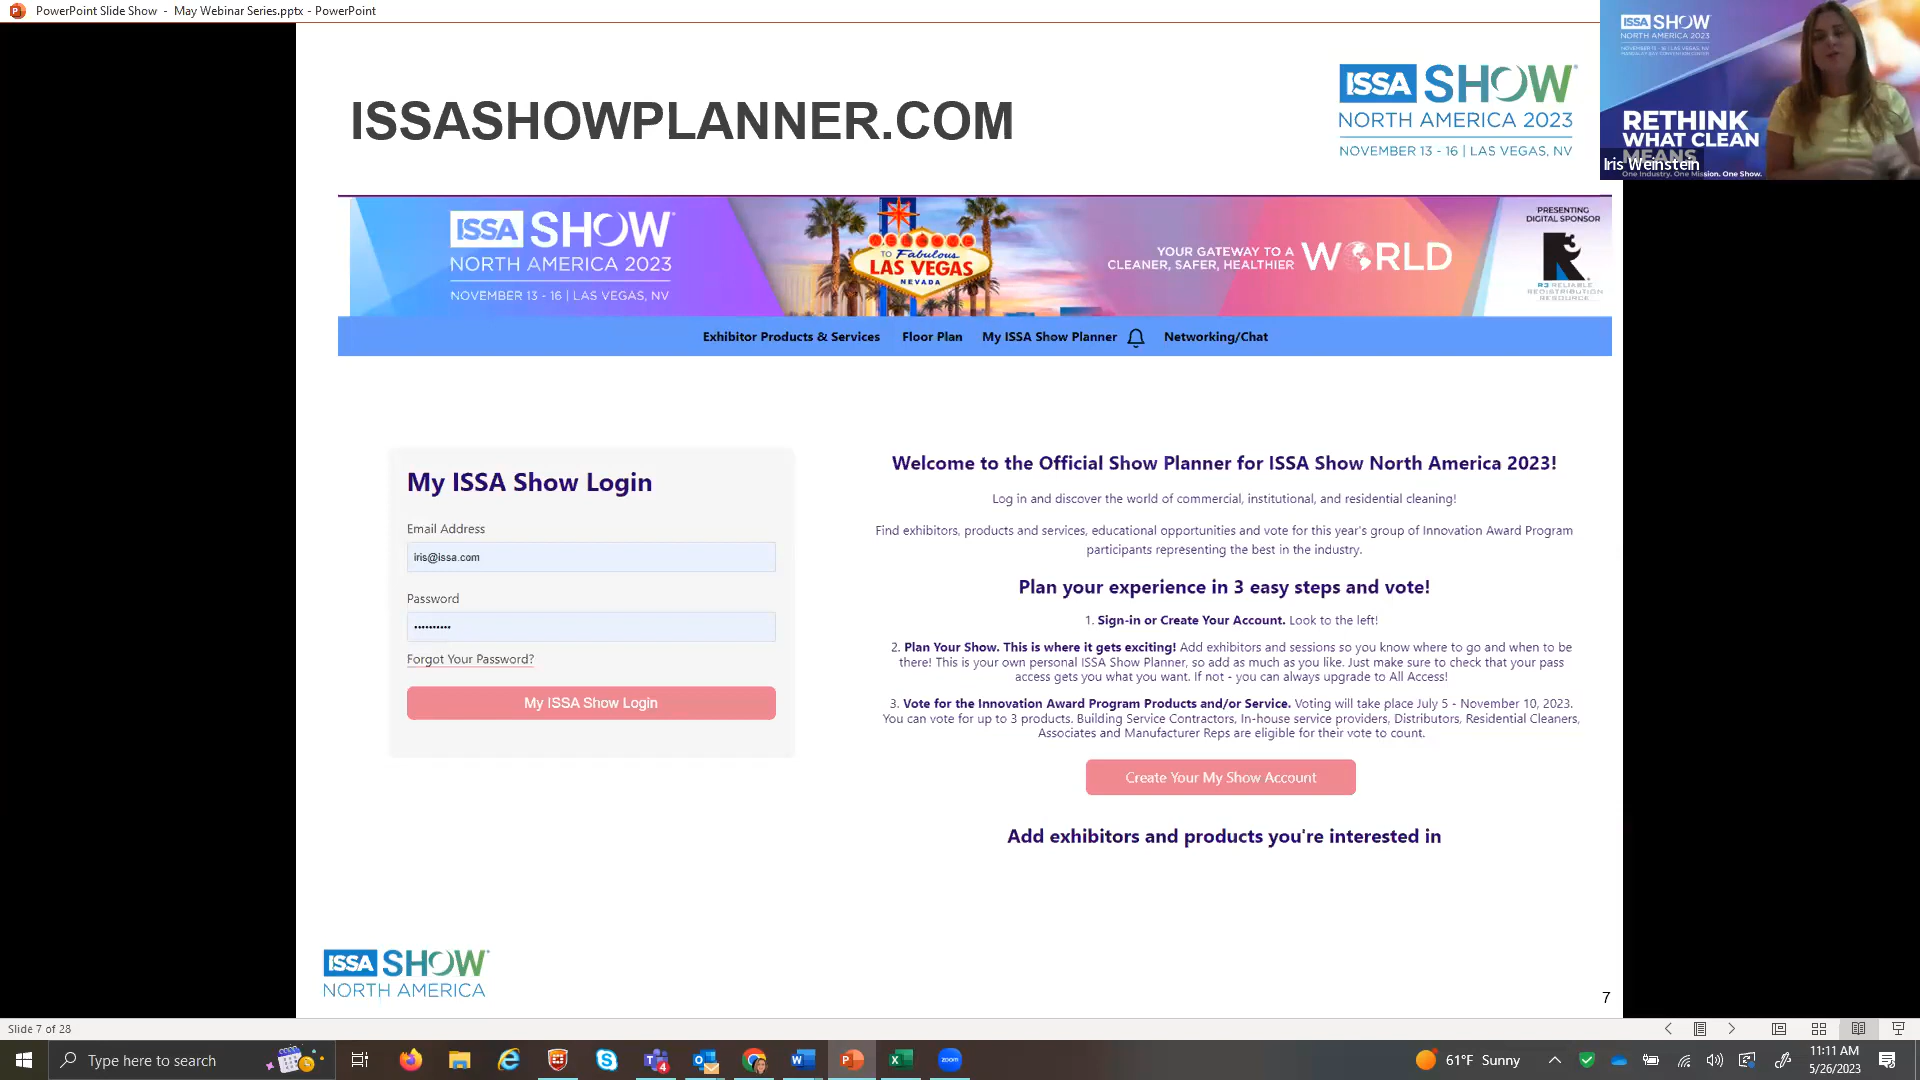 PowerPoint Slide Show - May Webinar Series.pptx - PowerPoint
ISSASHOWPLANNER.COM
ISSA SHOW
NORTH AMERICA 2023
NOVEMBER 13 - 16 | LAS VEGAS, NV
ISSA SHOW
NORTH AMERICA 2023
RETHINK
WHAT CLEAN
MEANS
Iris Weinstein
One Industry. One Mission. One Show.
ISSA SHOW
NORTH AMERICA 2023
NOVEMBER 13 - 16 | LAS VEGAS, NV
WELCOME
TO Fabulous
LAS VEGAS
NEVADA
YOUR GATEWAY TO A
CLEANER, SAFER, HEALTHIER WORLD
PRESENTING
DIGITAL SPONSOR
R3
R3 RELIABLE
REDISTRIBUTION
RESOURCE
Exhibitor Products & Services Floor Plan My ISSA Show Planner Networking/Chat
My ISSA Show Login
Email Address
iris@issa.com
Password
••••••••••
Forgot Your Password?
My ISSA Show Login
Welcome to the Official Show Planner for ISSA Show North America 2023!
Log in and discover the world of commercial, institutional, and residential cleaning!
Find exhibitors, products and services, educational opportunities and vote for this year's group of Innovation Award Program
participants representing the best in the industry.
Plan your experience in 3 easy steps and vote!
1. Sign-in or Create Your Account. Look to the left!
2. Plan Your Show. This is where it gets exciting! Add exhibitors and sessions so you know where to go and when to be
there! This is your own personal ISSA Show Planner, so add as much as you like. Just make sure to check that your pass
access gets you what you want. If not - you can always upgrade to All Access!
3. Vote for the Innovation Award Program Products and/or Service. Voting will take place July 5 - November 10, 2023.
You can vote for up to 3 products. Building Service Contractors, In-house service providers, Distributors, Residential Cleaners,
Associates and Manufacturer Reps are eligible for their vote to count.
Create Your My Show Account
Add exhibitors and products you're interested in
ISSA SHOW
NORTH AMERICA
7
Slide 7 of 28
Type here to search
4
zoom
61°F Sunny
11:11 AM
5/26/2023